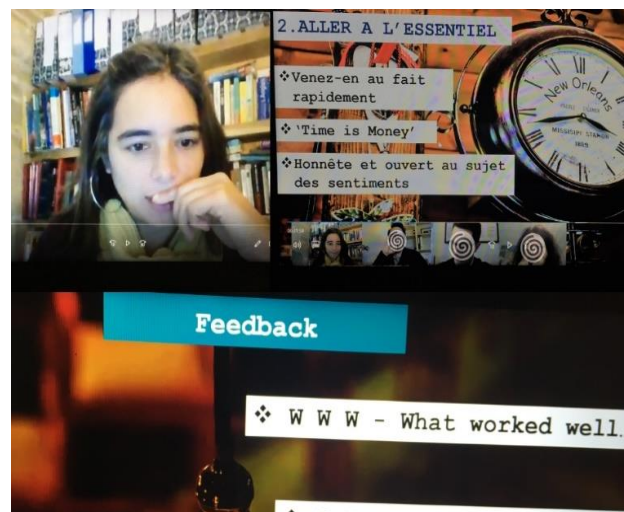 2.ALLER A L'ESSENTIEL
❖Venez-en au fait
rapidement
❖ 'Time is Money'
❖Honnête et ouvert au sujet
des sentiments
New Orleans
Feedback
❖ W W W - What worked well.